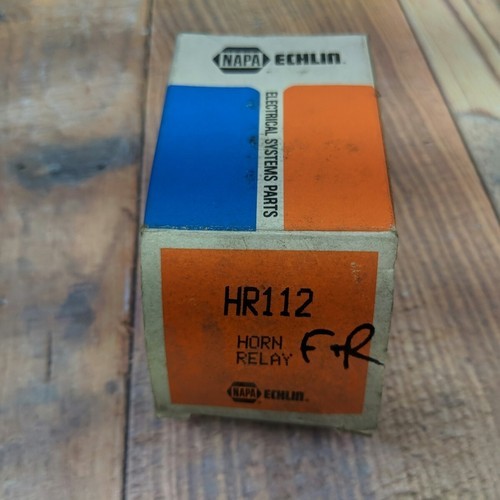 NAPA ECHLIN
ELECTRICAL SYSTEMS PARTS
HR112
HORN
RELAY F+R
NAPA ECHLIN